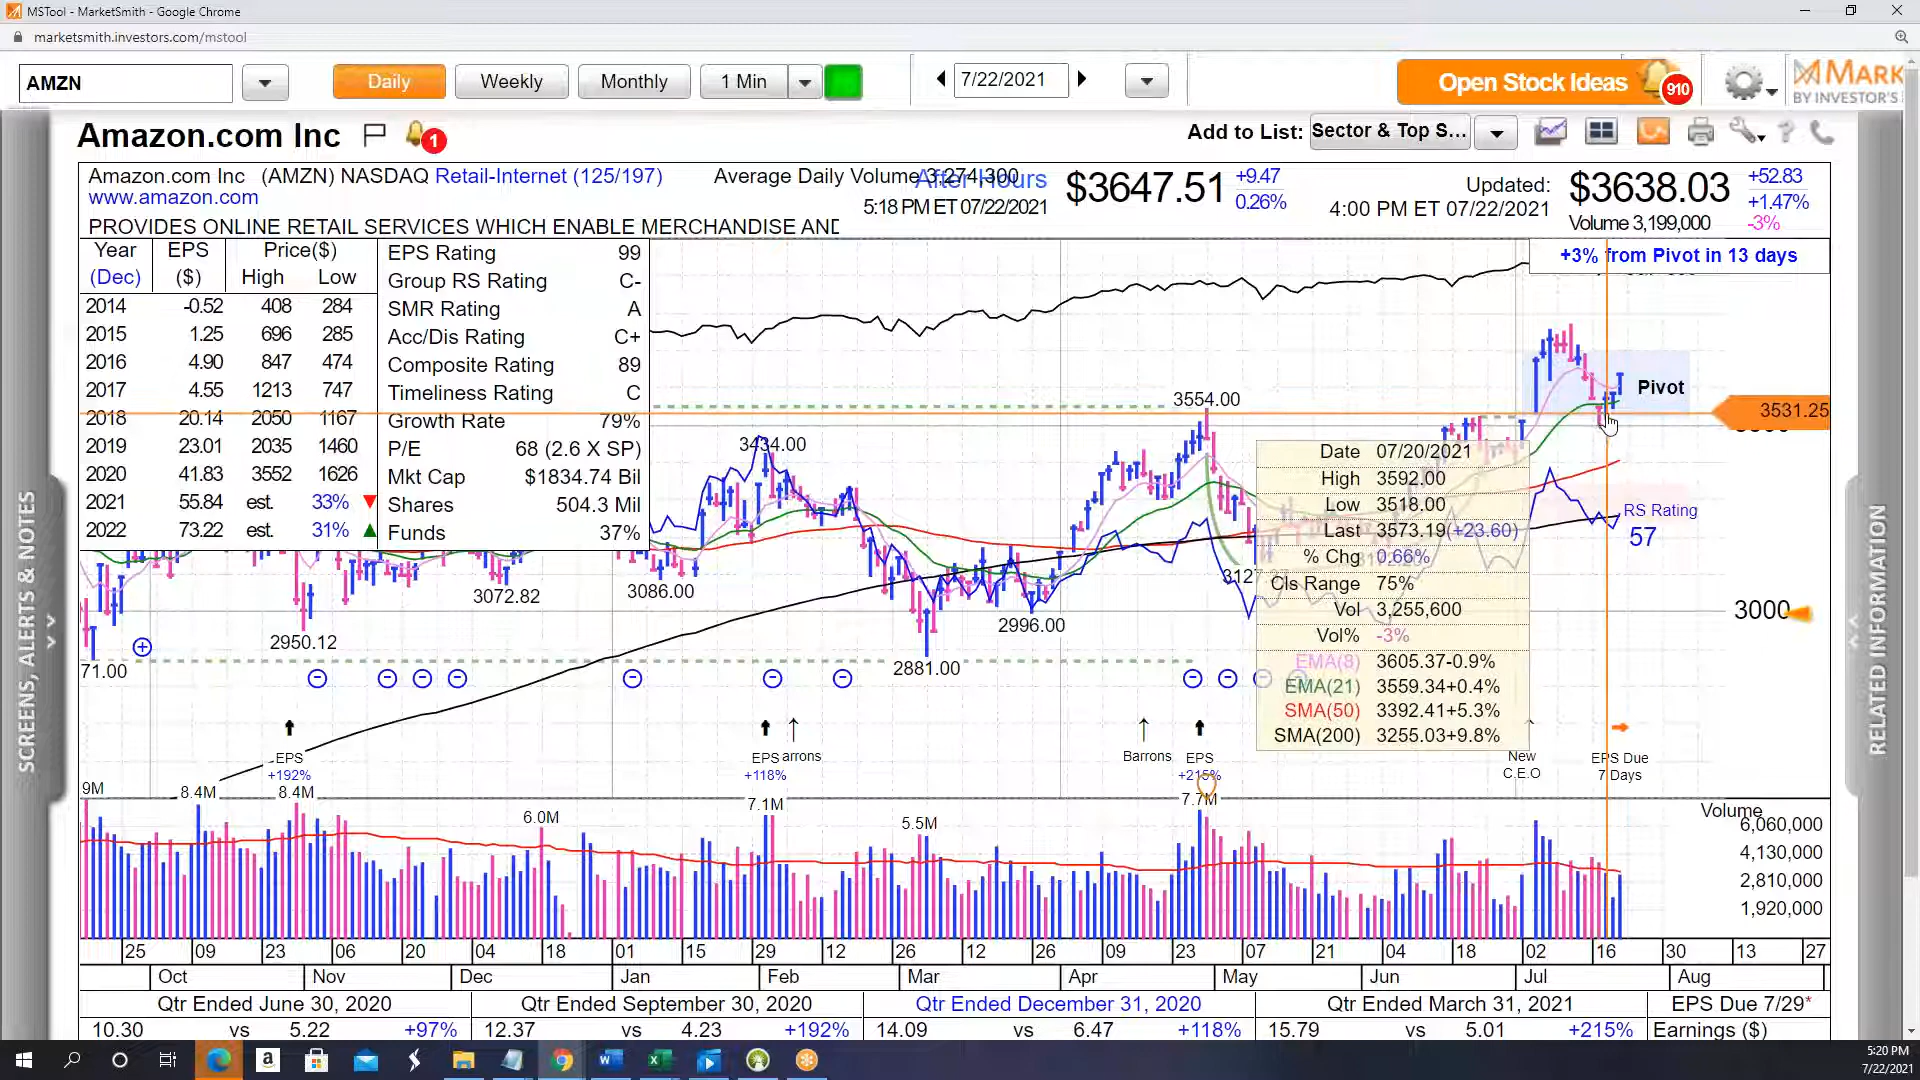 MSTool - MarketSmith - Google Chrome
marketsmith.investors.com/mstool
AMZN
Daily
Weekly
Monthly
1 Min
7/22/2021
Open Stock Ideas
910
MARK
BY INVESTOR'S
Amazon.com Inc
1
Add to List:
Sector & Top S...
Amazon.com Inc (AMZN) NASDAQ Retail-Internet (125/197)
Average Daily Volume 3,274,300
After Hours
5:18 PM ET 07/22/2021
$3647.51
+9.47
0.26%
Updated:
4:00 PM ET 07/22/2021
$3638.03
+52.83
+1.47%
Volume 3,199,000
-3%
www.amazon.com
PROVIDES ONLINE RETAIL SERVICES WHICH ENABLE MERCHANDISE AND
Year EPS Price($)
(Dec) ($) High Low
2014 -0.52 408 284
2015 1.25 696 285
2016 4.90 847 474
2017 4.55 1213 747
2018 20.14 2050 1167
2019 23.01 2035 1460
2020 41.83 3552 1626
2021 55.84 est. 33%
2022 73.22 est. 31%
EPS Rating 99
Group RS Rating C-
SMR Rating A
Acc/Dis Rating C+
Composite Rating 89
Timeliness Rating C
Growth Rate 79%
P/E 68 (2.6 X SP)
Mkt Cap $1834.74 Bil
Shares 504.3 Mil
Funds 37%
+3% from Pivot in 13 days
Pivot
3531.25
3554.00
3434.00
Date 07/20/2021
High 3592.00
Low 3518.00
Last 3573.19(+23.60)
% Chg 0.66%
Cls Range 75%
Vol 3,255,600
Vol% -3%
EMA(8) 3605.37-0.9%
EMA(21) 3559.34+0.4%
SMA(50) 3392.41+5.3%
SMA(200) 3255.03+9.8%
RS Rating
57
3000
3127
3086.00
3072.82
2996.00
2950.12
2881.00
71.00
EPS
+192%
EPS
+118%
arrons
Barrons
EPS
+215%
New
C.E.O
EPS Due
7 Days
9M
8.4M
8.4M
6.0M
7.1M
5.5M
7.7M
Volume
6,060,000
4,130,000
2,810,000
1,920,000
25 09 23 06 20 04 18 01 15 29 12 26 12 26 09 23 07 21 04 18 02 16 30 13 27
Oct Nov Dec Jan Feb Mar Apr May Jun Jul Aug
Qtr Ended June 30, 2020 Qtr Ended September 30, 2020 Qtr Ended December 31, 2020 Qtr Ended March 31, 2021 EPS Due 7/29*
10.30 vs 5.22 +97% 12.37 vs 4.23 +192% 14.09 vs 6.47 +118% 15.79 vs 5.01 +215% Earnings ($)
SCREENS, ALERTS & NOTES
RELATED INFORMATION
5:20 PM
7/22/2021